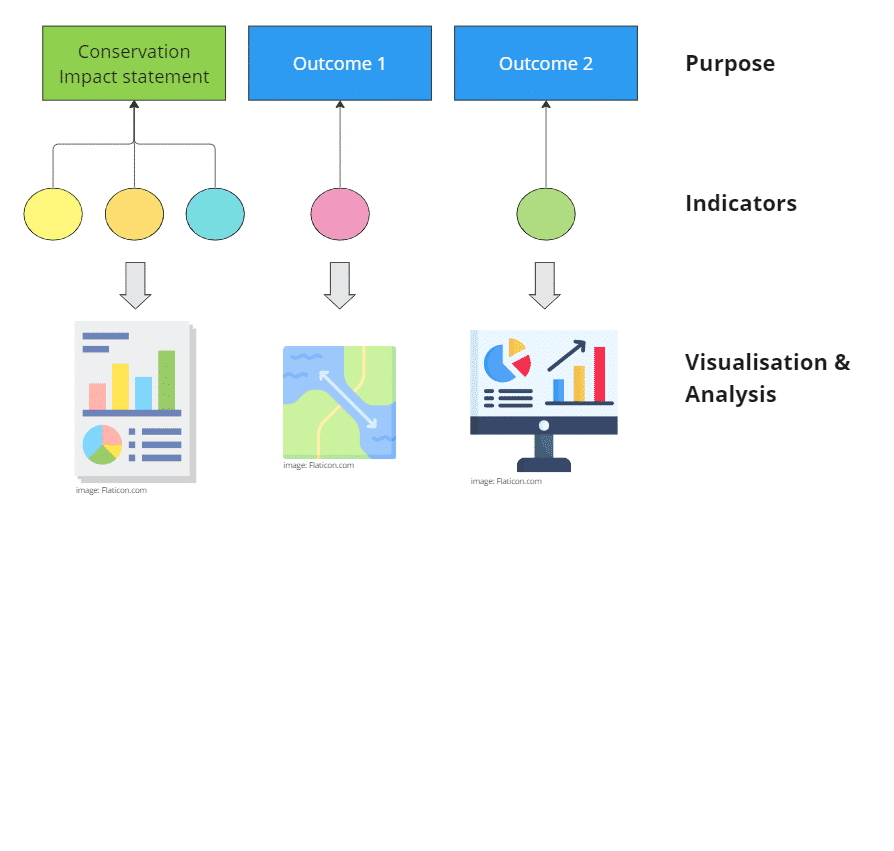 Conservation
Impact statement
Outcome 1
Outcome 2
Purpose
Indicators
Visualisation &
Analysis
image: Flaticon.com
image: Flaticon.com
image: Flaticon.com